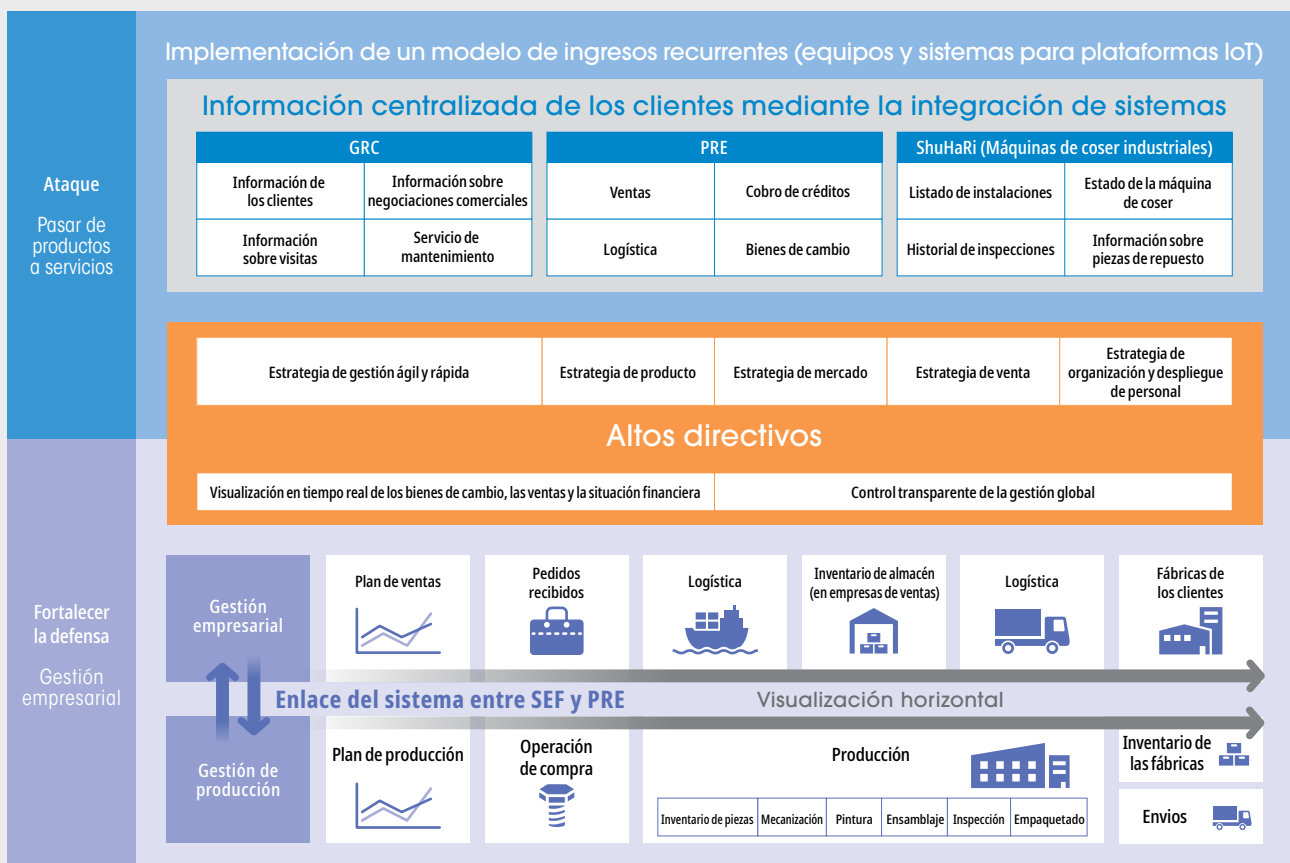 Implementación de un modelo de ingresos recurrentes (equipos y sistemas para plataformas IoT)
Información centralizada de los clientes mediante la integración de sistemas
Ataque
Pasar de
productos
a servicios
GRC
Información de
los clientes
Información sobre
negociaciones comerciales
Información
sobre visitas
Servicio de
mantenimiento
PRE
Ventas
Cobro de créditos
Logística
Bienes de cambio
ShuHaRi (Máquinas de coser industriales)
Listado de instalaciones
Estado de la máquina
de coser
Historial de inspecciones
Información sobre
piezas de repuesto
Estrategia de gestión ágil y rápida
Estrategia de producto
Estrategia de mercado
Estrategia de venta
Estrategia de
organización y despliegue
de personal
Altos directivos
Visualización en tiempo real de los bienes de cambio, las ventas y la situación financiera
Control transparente de la gestión global
Fortalecer
la defensa
Gestión
empresarial
Gestión
empresarial
Plan de ventas
Pedidos
recibidos
Logística
Inventario de almacén
(en empresas de ventas)
Logística
Fábricas de
los clientes
Enlace del sistema entre SEF y PRE
Visualización horizontal
Gestión de
producción
Plan de producción
Operación
de compra
Producción
Inventario de piezas
Mecanización
Pintura
Ensamblaje
Inspección
Empaquetado
Inventario de
las fábricas
Envios